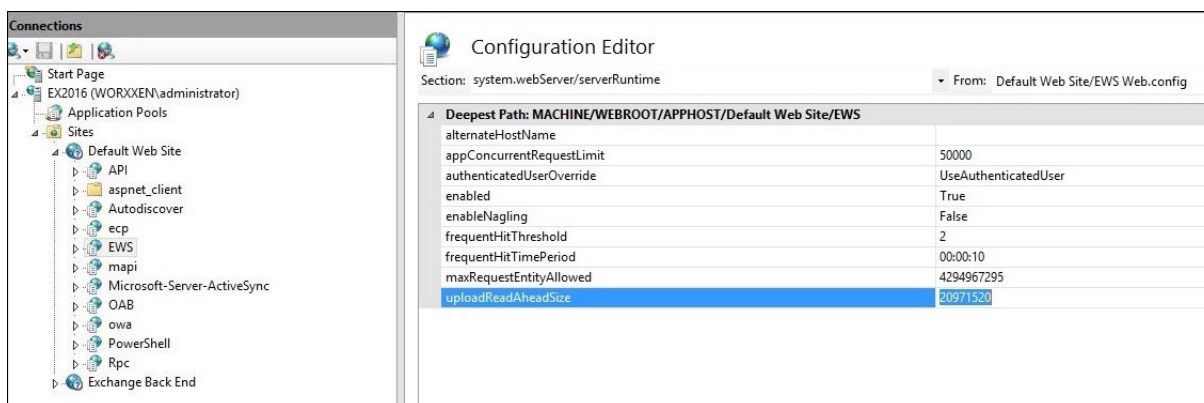 Connections
Start Page
EX2016 (WORXXEN\administrator)
Application Pools
Sites
Default Web Site
API
aspnet_client
Autodiscover
ecp
EWS
mapi
Microsoft-Server-ActiveSync
OAB
owa
PowerShell
Rpc
Exchange Back End
Configuration Editor
Section: system.webServer/serverRuntime From: Default Web Site/EWS Web.config
Deepest Path: MACHINE/WEBROOT/APPHOST/Default Web Site/EWS
alternateHostName
appConcurrentRequestLimit 50000
authenticatedUserOverride UseAuthenticatedUser
enabled True
enableNagling False
frequentHitThreshold 2
frequentHitTimePeriod 00:00:10
maxRequestEntityAllowed 4294967295
uploadReadAheadSize 20971520